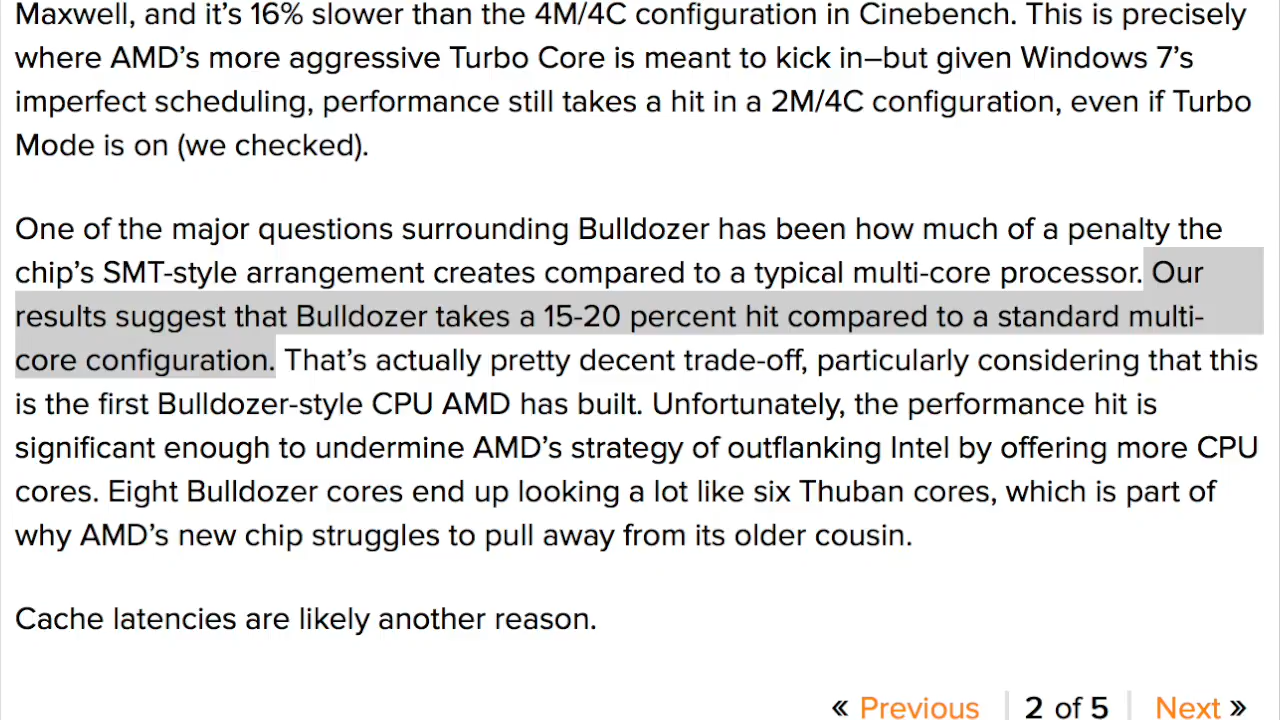 Maxwell, and it’s 16% slower than the 4M/4C configuration in Cinebench. This is precisely
where AMD’s more aggressive Turbo Core is meant to kick in–but given Windows 7’s
imperfect scheduling, performance still takes a hit in a 2M/4C configuration, even if Turbo
Mode is on (we checked).
One of the major questions surrounding Bulldozer has been how much of a penalty the
chip’s SMT-style arrangement creates compared to a typical multi-core processor. Our
results suggest that Bulldozer takes a 15-20 percent hit compared to a standard multi-
core configuration. That’s actually pretty decent trade-off, particularly considering that this
is the first Bulldozer-style CPU AMD has built. Unfortunately, the performance hit is
significant enough to undermine AMD’s strategy of outflanking Intel by offering more CPU
cores. Eight Bulldozer cores end up looking a lot like six Thuban cores, which is part of
why AMD’s new chip struggles to pull away from its older cousin.
Cache latencies are likely another reason.
« Previous | 2 of 5 | Next »